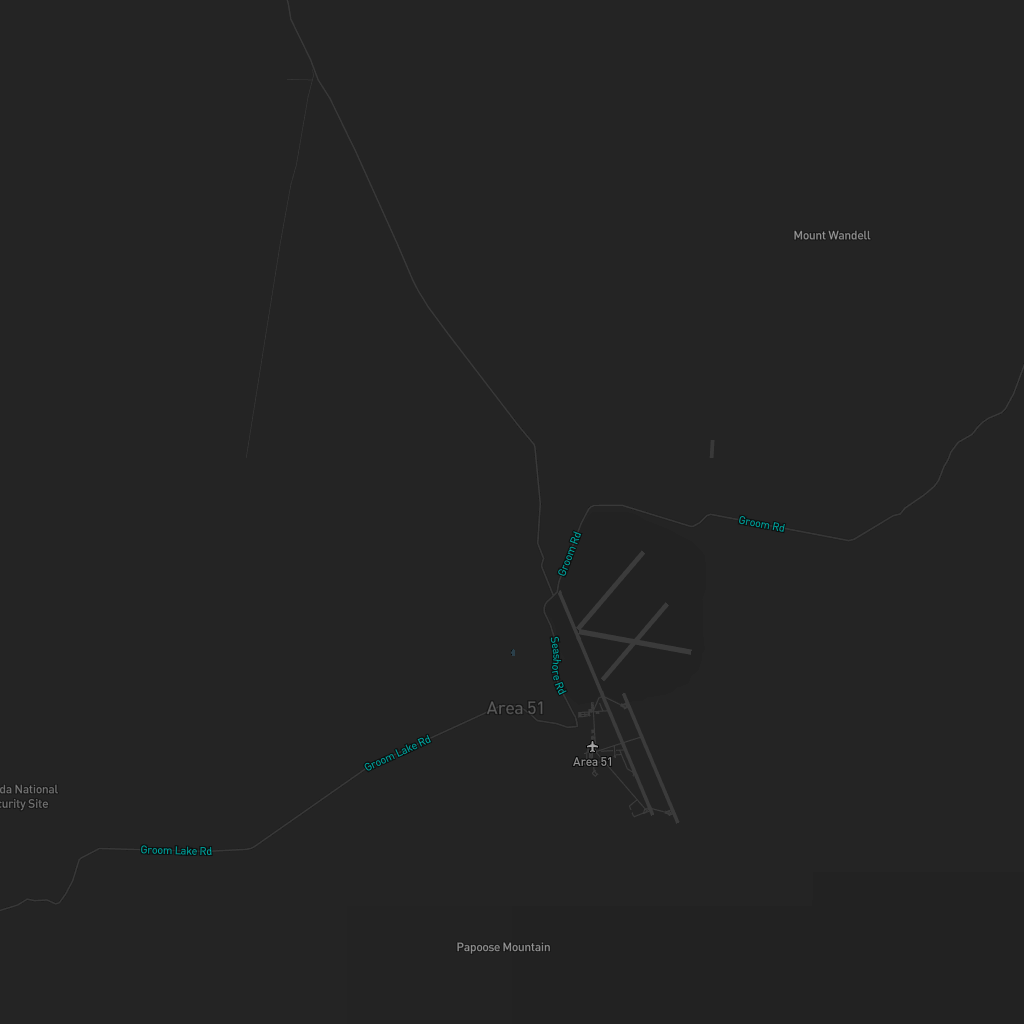 Mount Wandell
Groom Rd
Groom Rd
Seashore Rd
Area 51
Groom Lake Rd
Area 51
da National
curity Site
Groom Lake Rd
Papoose Mountain